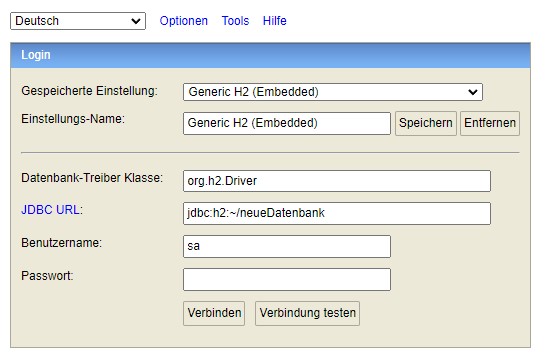 Deutsch Optionen Tools Hilfe
Login
Gespeicherte Einstellung: Generic H2 (Embedded)
Einstellungs-Name: Generic H2 (Embedded) Speichern Entfernen
Datenbank-Treiber Klasse: org.h2.Driver
JDBC URL: jdbc:h2:~/neueDatenbank
Benutzername: sa
Passwort:
Verbinden Verbindung testen